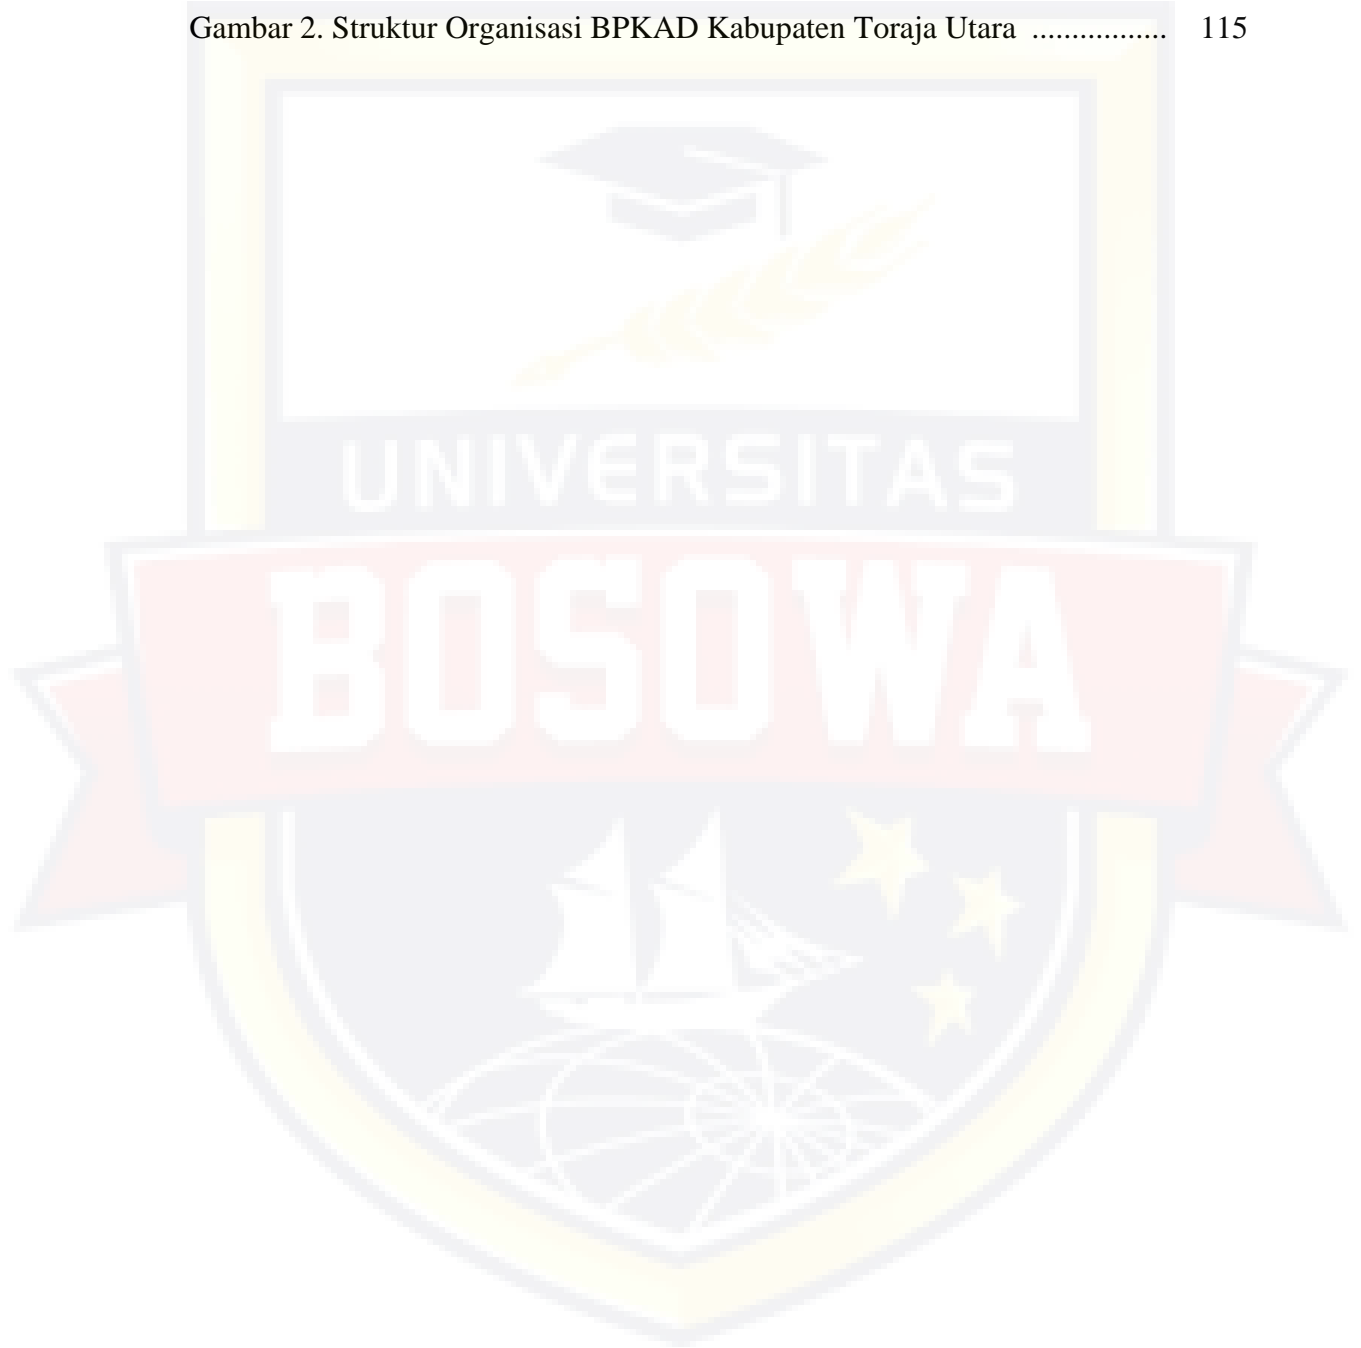 Gambar 2. Struktur Organisasi BPKAD Kabupaten Toraja Utara ................. 115
UNIVERSITAS
BOSOWA